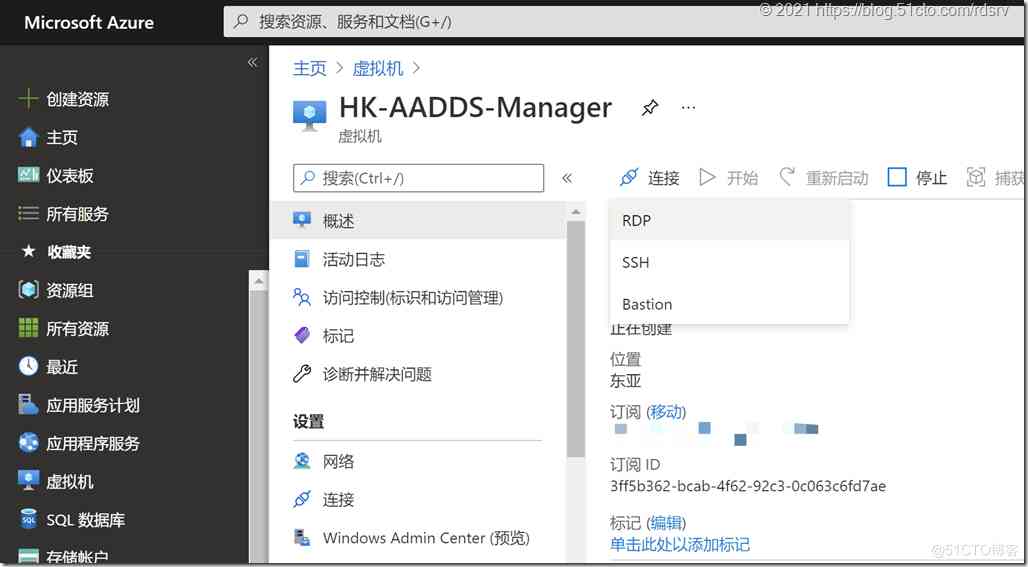 Microsoft Azure
搜索资源、服务和文档(G+/)
© 2021 https://blog.51cto.com/rdsrv
«
创建资源
主页
仪表板
所有服务
收藏夹
资源组
所有资源
最近
应用服务计划
应用程序服务
虚拟机
SQL 数据库
存储帐户
主页 > 虚拟机 >
HK-AADDS-Manager
···
虚拟机
搜索(Ctrl+/)
«
概述
活动日志
访问控制(标识和访问管理)
标记
诊断并解决问题
设置
网络
连接
Windows Admin Center (预览)
连接 开始 重新启动 停止 捕获
RDP
SSH
Bastion
正在创建
位置
东亚
订阅 (移动)
订阅 ID
3ff5b362-bcab-4f62-92c3-0c063c6fd7ae
标记 (编辑)
单击此处以添加标记
@51CTO博客